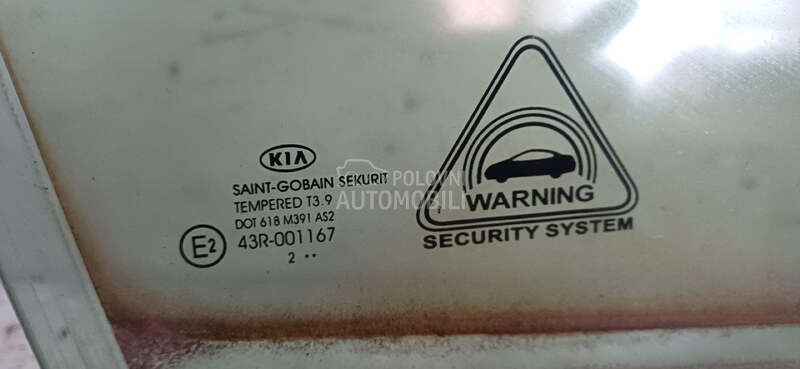 KIA
SAINT-GOBAIN SEKURIT
TEMPERED T3.9
DOT 618 M391 AS2
E2 43R-001167
2 ••
WARNING
SECURITY SYSTEM
POLOVNI
AUTOMOBILI